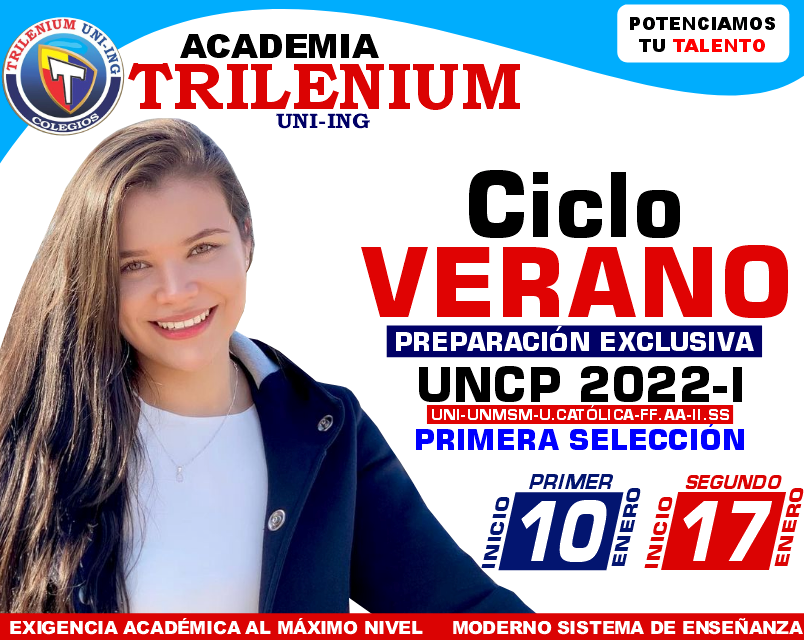 TRILENIUM UNI-ING
COLEGIOS
ACADEMIA
TRILENIUM
UNI-ING
POTENCIAMOS
TU TALENTO
Ciclo
VERANO
PREPARACIÓN EXCLUSIVA
UNCP 2022-I
UNI-UNMSM-U.CATÓLICA-FF.AA-II.SS
PRIMERA SELECCIÓN
PRIMER
INICIO 10 ENERO
SEGUNDO
INICIO 17 ENERO
EXIGENCIA ACADÉMICA AL MÁXIMO NIVEL MODERNO SISTEMA DE ENSEÑANZA